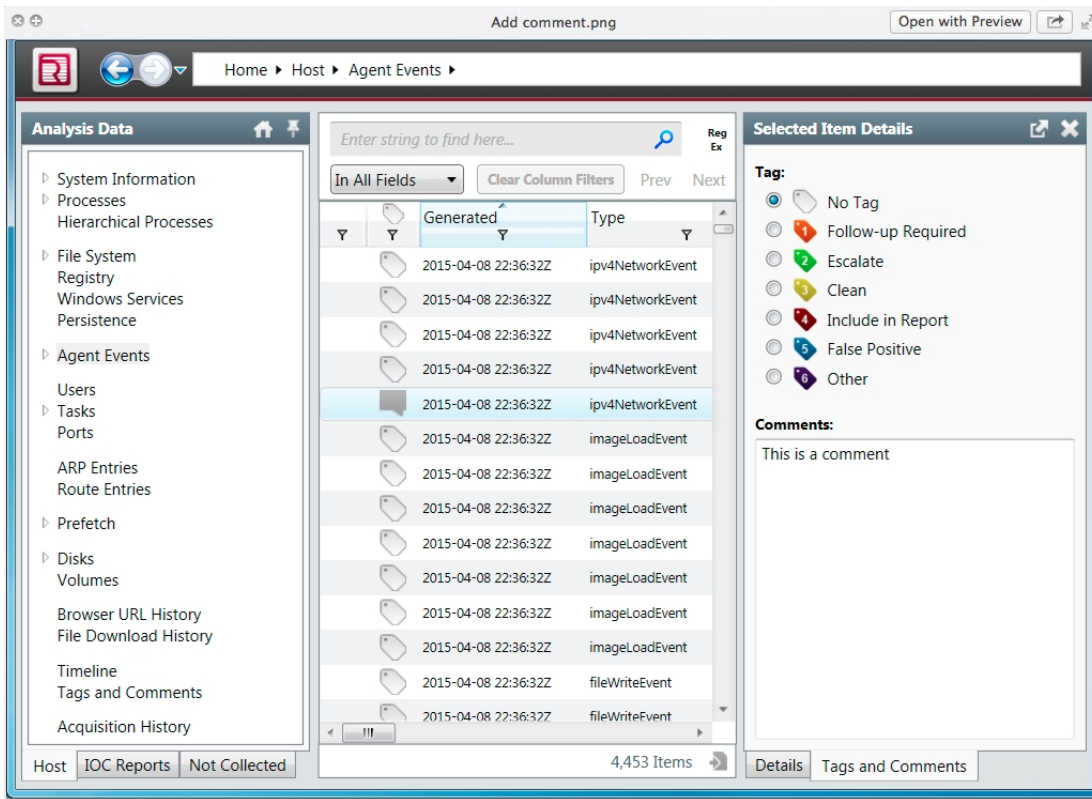 Add comment.png
Open with Preview
Home ▸ Host ▸ Agent Events ▸
Analysis Data
System Information
Processes
Hierarchical Processes
File System
Registry
Windows Services
Persistence
Agent Events
Users
Tasks
Ports
ARP Entries
Route Entries
Prefetch
Disks
Volumes
Browser URL History
File Download History
Timeline
Tags and Comments
Acquisition History
Host IOC Reports Not Collected
Enter string to find here...
Reg Ex
In All Fields Clear Column Filters Prev Next
Generated Type
2015-04-08 22:36:32Z ipv4NetworkEvent
2015-04-08 22:36:32Z ipv4NetworkEvent
2015-04-08 22:36:32Z ipv4NetworkEvent
2015-04-08 22:36:32Z ipv4NetworkEvent
2015-04-08 22:36:32Z ipv4NetworkEvent
2015-04-08 22:36:32Z imageLoadEvent
2015-04-08 22:36:32Z imageLoadEvent
2015-04-08 22:36:32Z imageLoadEvent
2015-04-08 22:36:32Z imageLoadEvent
2015-04-08 22:36:32Z imageLoadEvent
2015-04-08 22:36:32Z imageLoadEvent
2015-04-08 22:36:32Z imageLoadEvent
2015-04-08 22:36:32Z fileWriteEvent
2015-04-08 22:36:32Z fileWriteEvent
4,453 Items
Selected Item Details
Tag:
No Tag
1 Follow-up Required
2 Escalate
3 Clean
4 Include in Report
5 False Positive
6 Other
Comments:
This is a comment
Details Tags and Comments